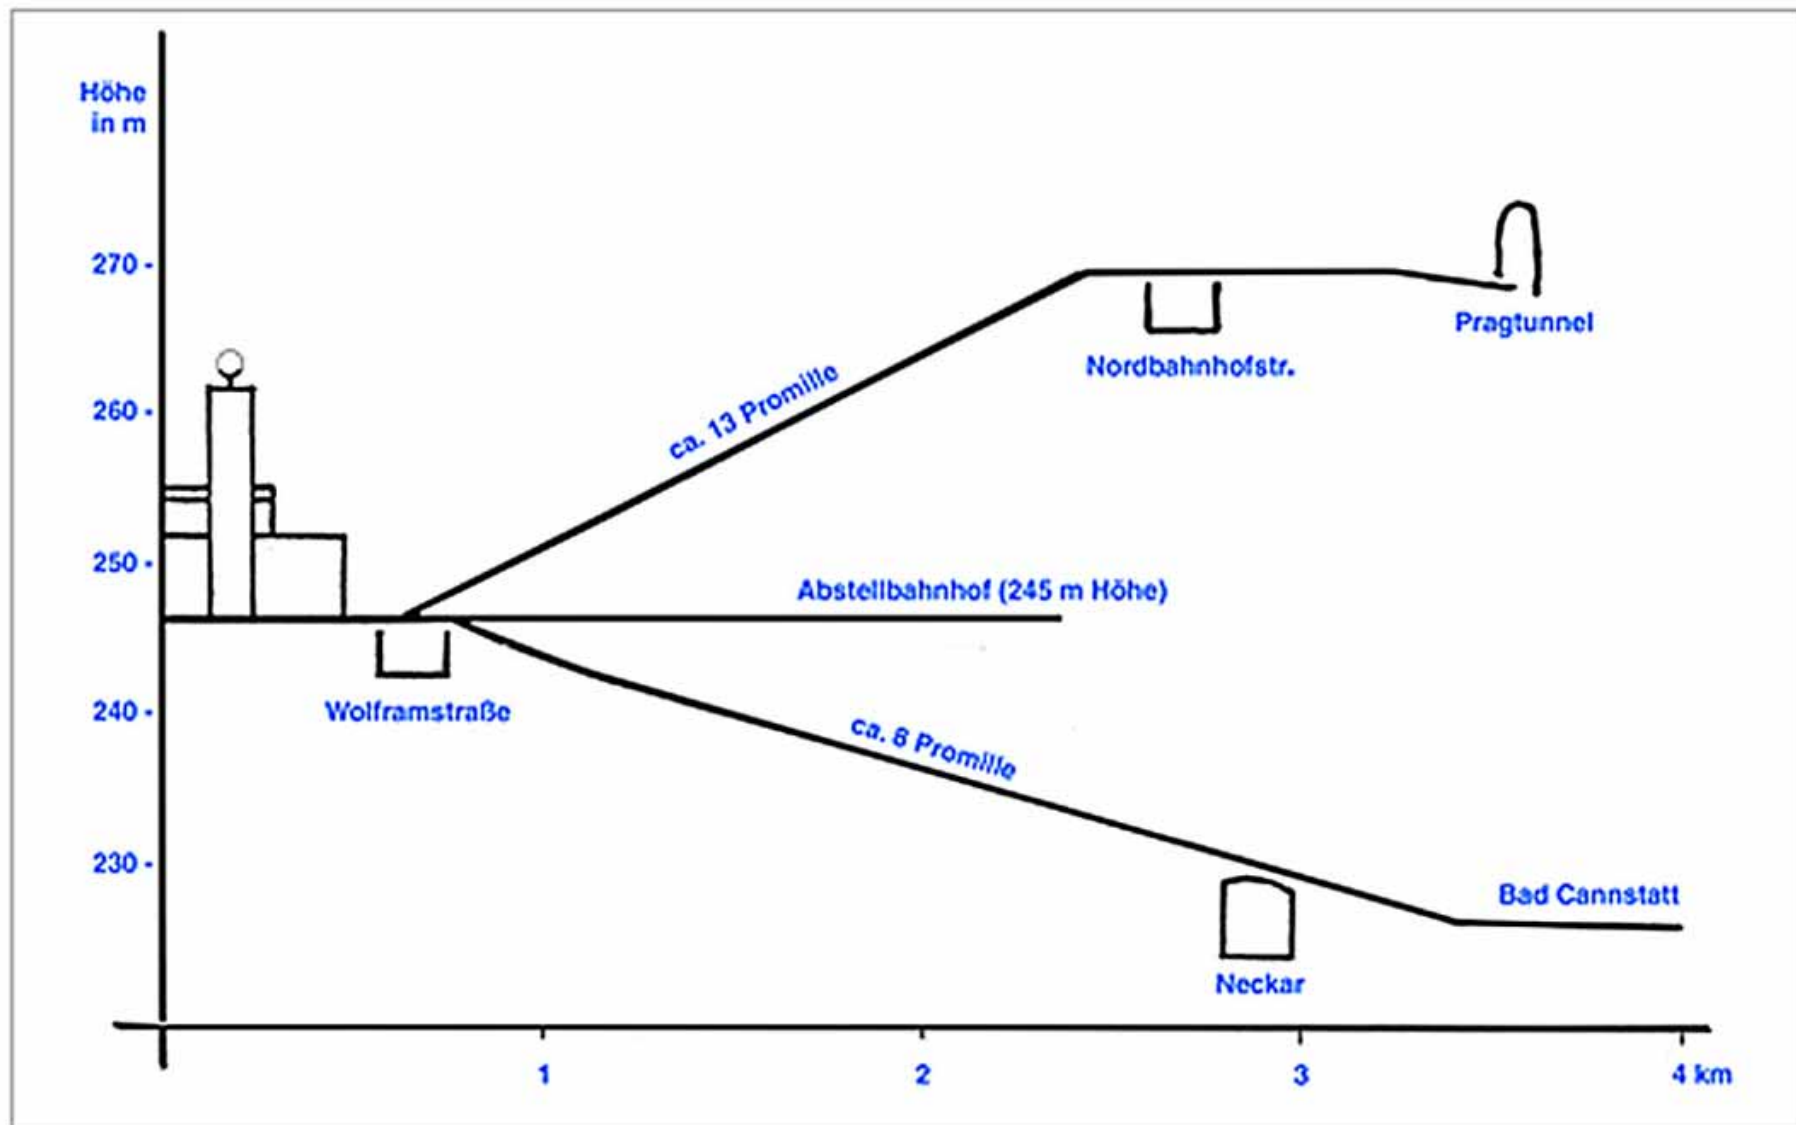 Höhe
in m
270 -
Pragtunnel
Nordbahnhofstr.
260 -
ca. 13 Promille
250 -
Abstellbahnhof (245 m Höhe)
240 -
Wolframstraße
ca. 8 Promille
230 -
Bad Cannstatt
Neckar
1 2 3 4 km